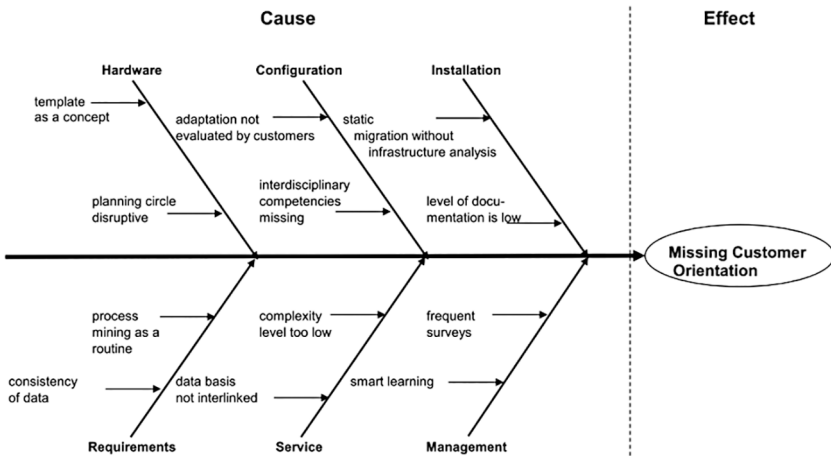 Cause
Effect
Hardware
Configuration
Installation
template
as a concept
adaptation not
evaluated by customers
static
migration without
infrastructure analysis
planning circle
disruptive
interdisciplinary
competencies
missing
level of docu-
mentation is low
Missing Customer
Orientation
process
mining as a
routine
complexity
level too low
frequent
surveys
consistency
of data
data basis
not interlinked
smart learning
Requirements
Service
Management